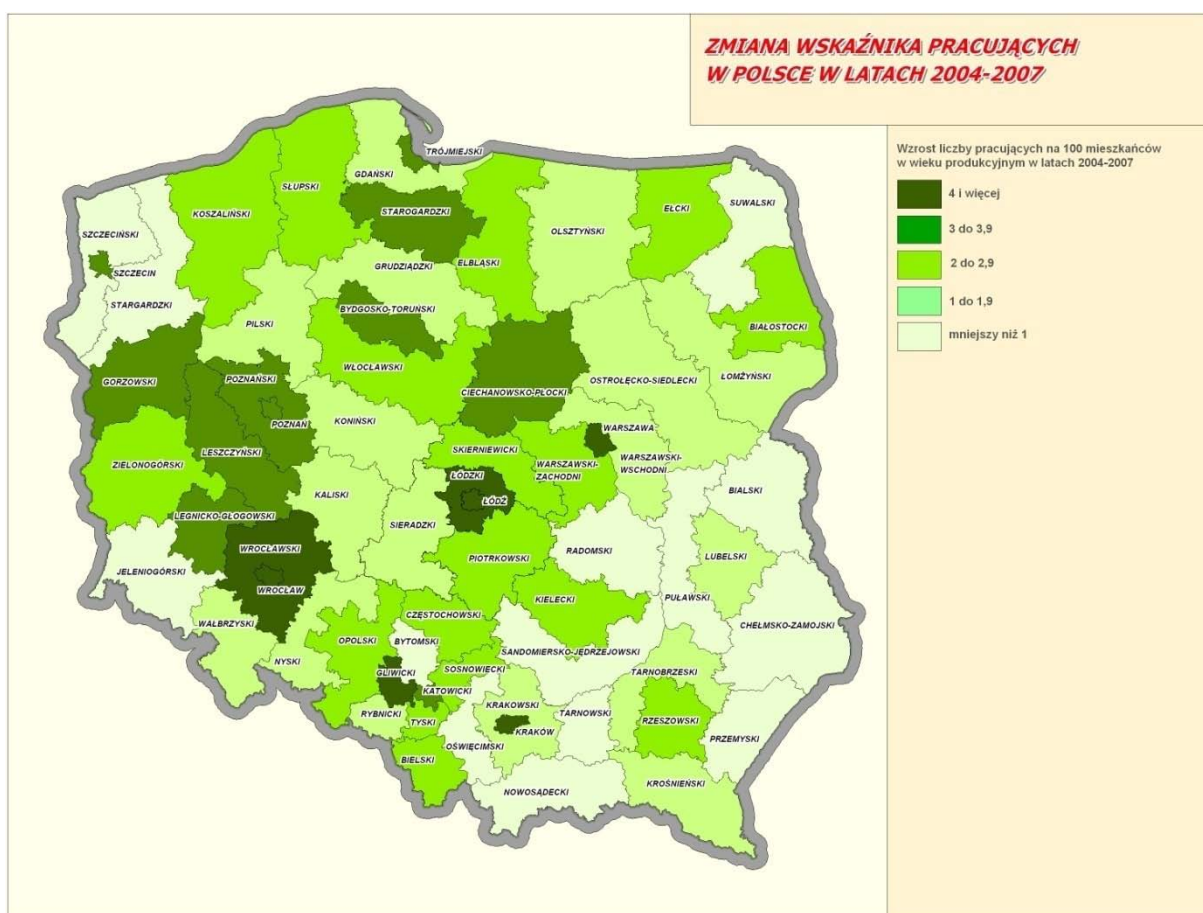 ZMIANA WSKAŹNIKA PRACUJĄCYCH
W POLSCE W LATACH 2004-2007
Wzrost liczby pracujących na 100 mieszkańców
w wieku produkcyjnym w latach 2004-2007
4 i więcej
3 do 3,9
2 do 2,9
1 do 1,9
mniejszy niż 1
TRÓJMIEJSKI
GDAŃSKI
SŁUPSKI
SUWALSKI
EŁCKI
KOSZALIŃSKI
STAROGARDZKI
OLSZTYŃSKI
SZCZECIŃSKI
ELBLĄSKI
GRUDZIĄDZKI
SZCZECIN
STARGARDZKI
BYDGOSKO-TORUŃSKI
PILSKI
BIAŁOSTOCKI
WŁOCŁAWSKI
ŁOMŻYŃSKI
GORZOWSKI
POZNAŃSKI
OSTROŁĘCKO-SIEDLECKI
CIECHANOWSKO-PŁOCKI
KONIŃSKI
POZNAŃ
WARSZAWA
SKIERNIEWICKI
LESZCZYŃSKI
WARSZAWSKI-
WSCHODNI
ZIELONOGÓRSKI
WARSZAWSKI-
ZACHODNI
ŁÓDZKI
BIALSKI
KALISKI
ŁÓDŹ
LEGNICKO-GŁOGOWSKI
SIERADZKI
WROCŁAWSKI
RADOMSKI
LUBELSKI
PIOTRKOWSKI
JELENIOGÓRSKI
WROCŁAW
PUŁAWSKI
KIELECKI
CZĘSTOCHOWSKI
WAŁBRZYSKI
CHEŁMSKO-ZAMOJSKI
OPOLSKI
BYTOMSKI
SANDOMIERSKO-JĘDRZEJOWSKI
NYSKI
SOSNOWIECKI
GLIWICKI
TARNOBRZESKI
KATOWICKI
KRAKOWSKI
RYBNICKI
TARNOWSKI
TYSKI
RZESZOWSKI
KRAKÓW
PRZEMYSKI
OŚWIĘCIMSKI
BIELSKI
KROŚNIEŃSKI
NOWOSĄDECKI